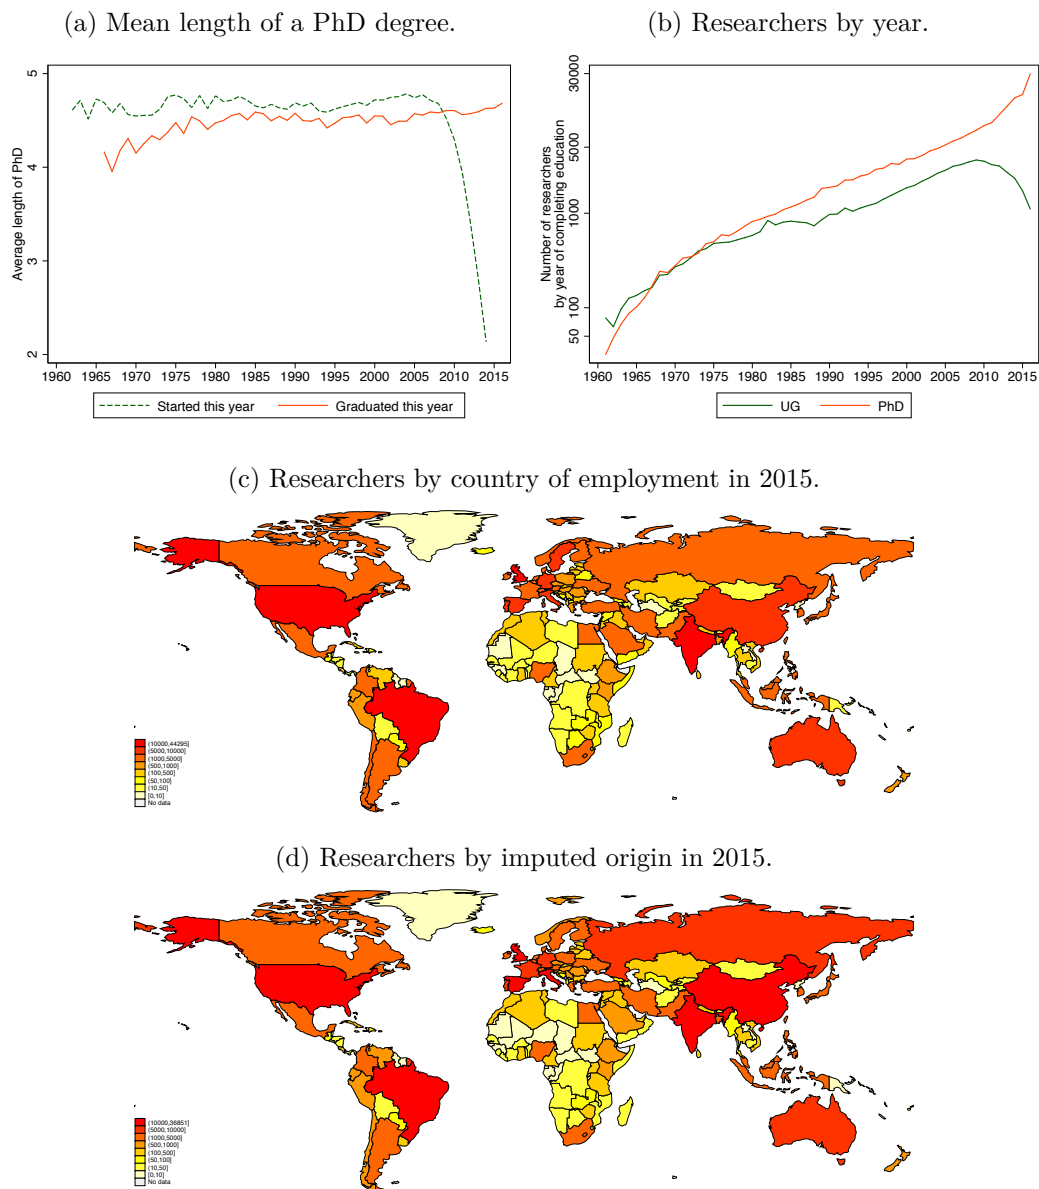 (a) Mean length of a PhD degree.
(b) Researchers by year.
Average length of PhD
5
4
3
2
1960 1965 1970 1975 1980 1985 1990 1995 2000 2005 2010 2015
Started this year Graduated this year
Number of researchers
by year of completing education
30000
5000
1000
100
50
1960 1965 1970 1975 1980 1985 1990 1995 2000 2005 2010 2015
UG PhD
(c) Researchers by country of employment in 2015.
(10000,44295]
(5000,10000]
(1000,5000]
(500,1000]
(100,500]
(50,100]
(10,50]
[0,10]
No data
(d) Researchers by imputed origin in 2015.
(10000,36851]
(5000,10000]
(1000,5000]
(500,1000]
(100,500]
(50,100]
(10,50]
[0,10]
No data